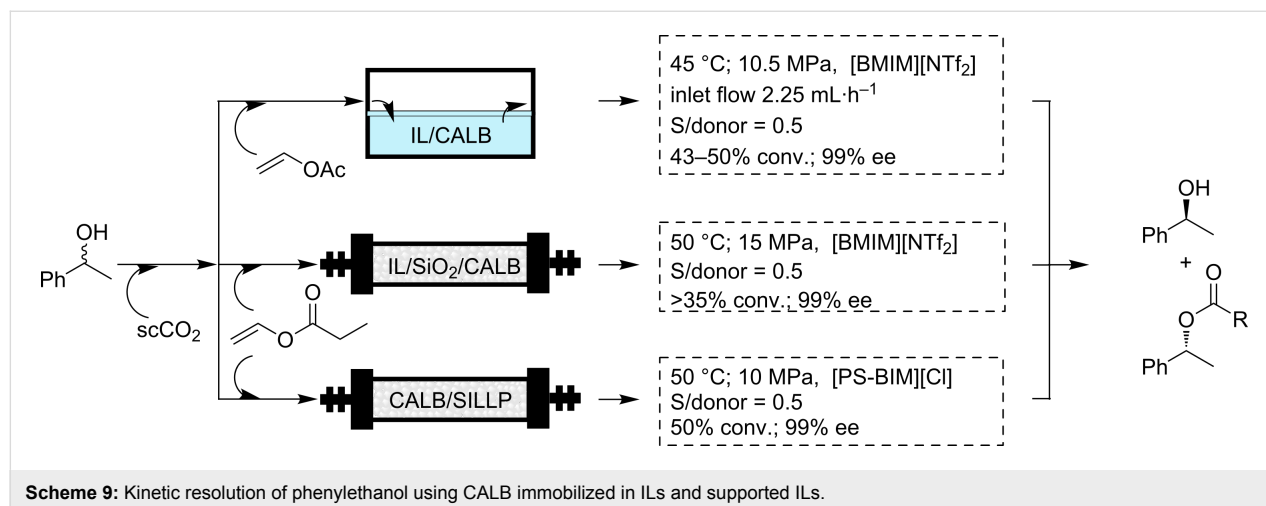 OH
Ph
scCO2
OAc
O
O
IL/CALB
IL/SiO2/CALB
CALB/SILLP
45 °C; 10.5 MPa, [BMIM][NTf2]
inlet flow 2.25 mL·h–1
S/donor = 0.5
43–50% conv.; 99% ee
50 °C; 15 MPa, [BMIM][NTf2]
S/donor = 0.5
>35% conv.; 99% ee
50 °C; 10 MPa, [PS-BIM][Cl]
S/donor = 0.5
50% conv.; 99% ee
OH
Ph
+
O
O
R
Ph
Scheme 9: Kinetic resolution of phenylethanol using CALB immobilized in ILs and supported ILs.